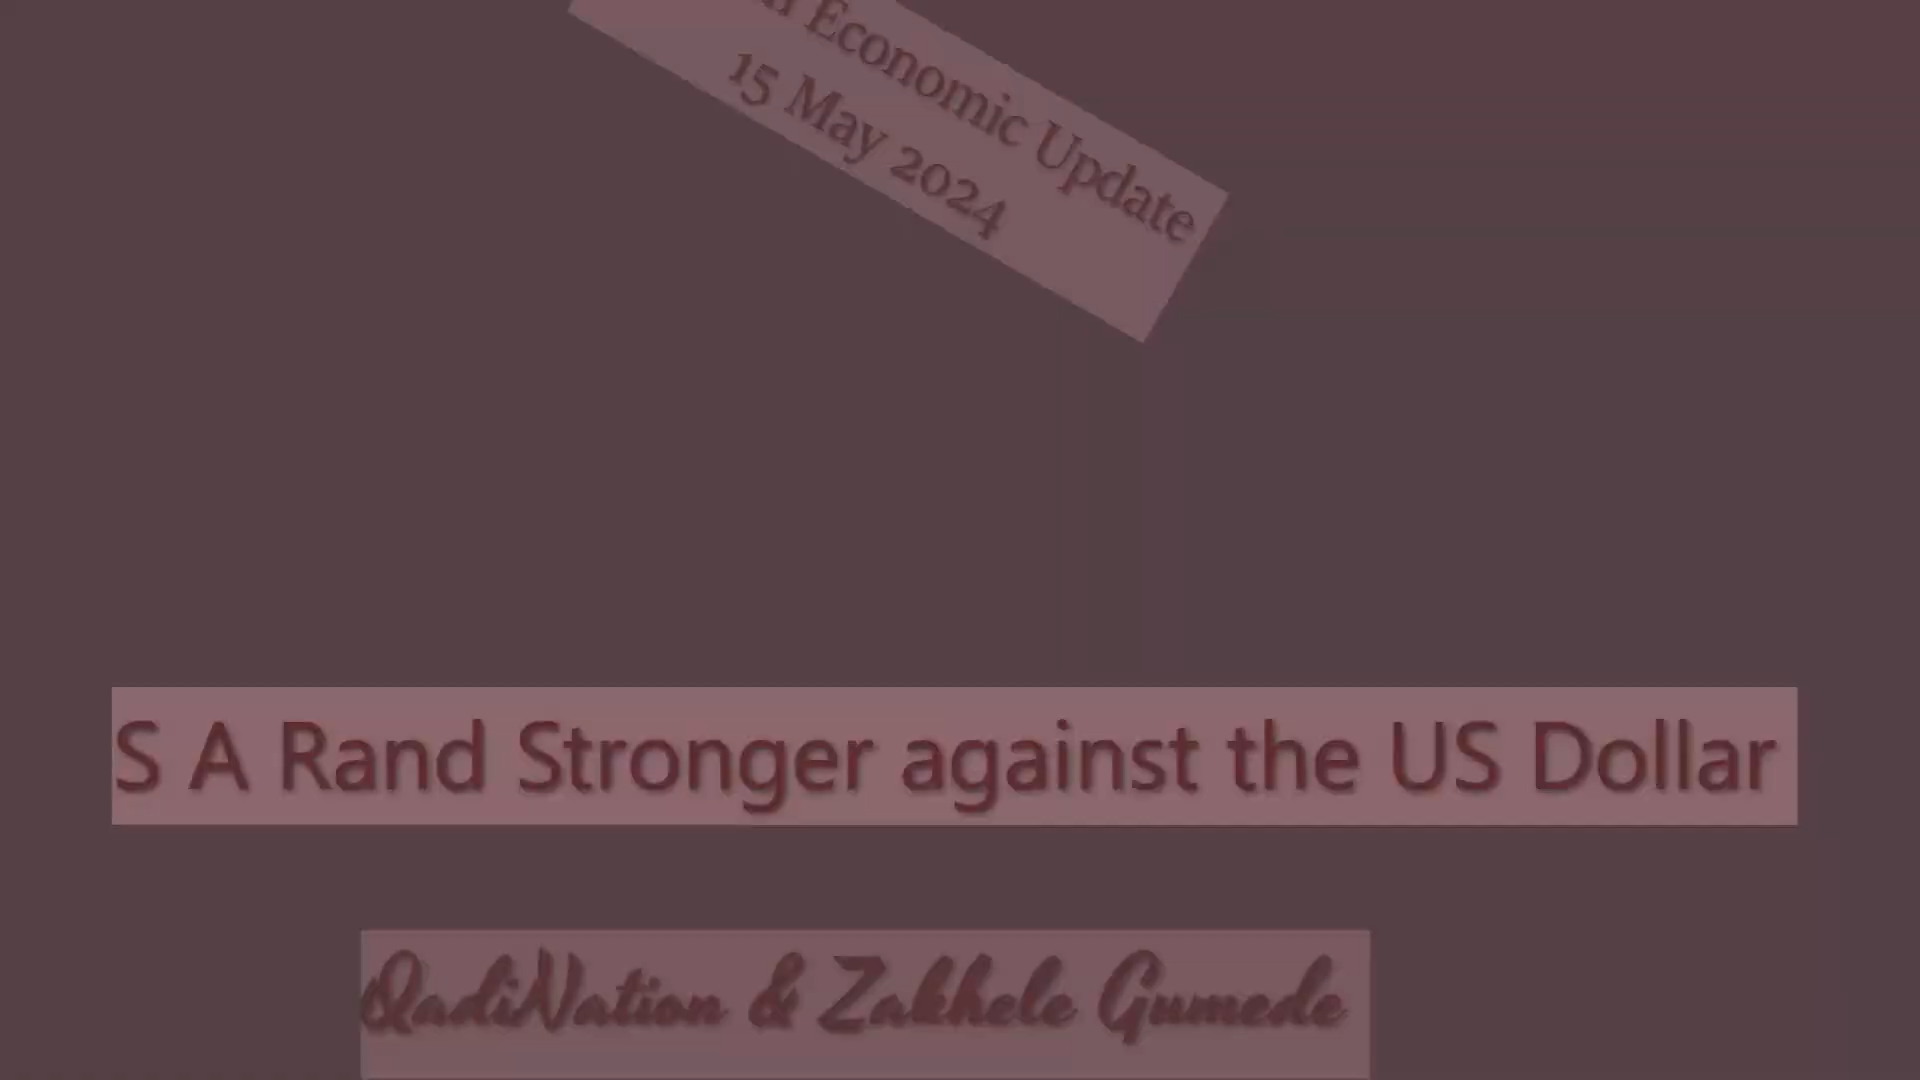 Economic Update
15 May 2024
S A Rand Stronger against the US Dollar
QadiNation & Zakhele Gumede